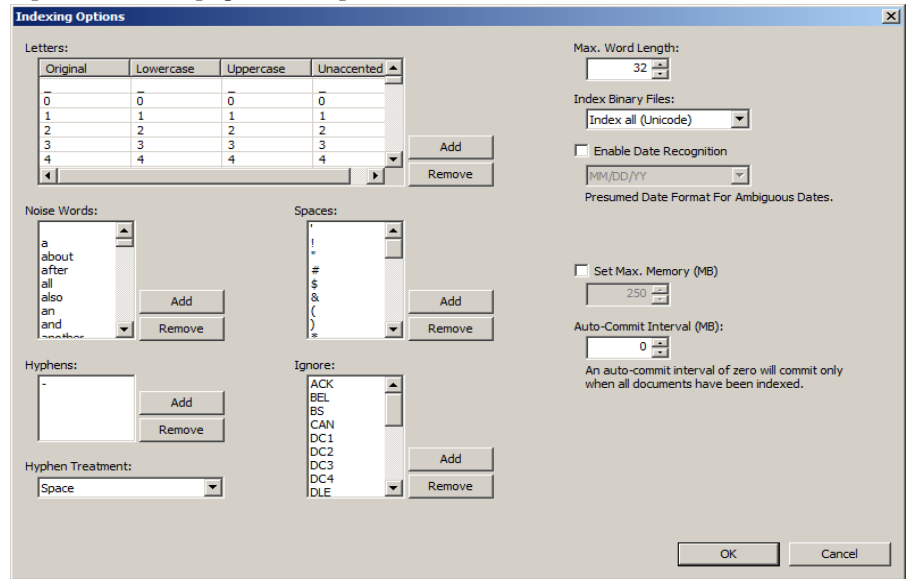 Indexing Options
Letters:
Original Lowercase Uppercase Unaccented
_ _ _ _
0 0 0 0
1 1 1 1
2 2 2 2
3 3 3 3
4 4 4 4
Add
Remove
Noise Words:
a
about
after
all
also
an
and
another
Add
Remove
Spaces:
'
!
"
#
$
&
(
)
*
Add
Remove
Hyphens:
-
Add
Remove
Hyphen Treatment:
Space
Ignore:
ACK
BEL
BS
CAN
DC1
DC2
DC3
DC4
DLE
Add
Remove
Max. Word Length:
32
Index Binary Files:
Index all (Unicode)
Enable Date Recognition
MM/DD/YY
Presumed Date Format For Ambiguous Dates.
Set Max. Memory (MB)
250
Auto-Commit Interval (MB):
0
An auto-commit interval of zero will commit only
when all documents have been indexed.
OK
Cancel